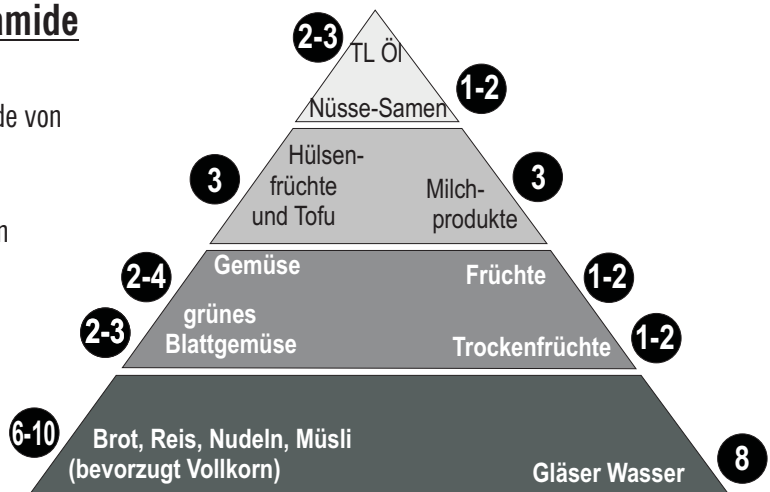 2-3
TL Öl
1-2
Nüsse-Samen
de von
3
Hülsen-
früchte
und Tofu
Milch-
produkte
3
2-4
Gemüse
Früchte
1-2
2-3
grünes
Blattgemüse
Trockenfrüchte
1-2
6-10
Brot, Reis, Nudeln, Müsli
(bevorzugt Vollkorn)
Gläser Wasser
8